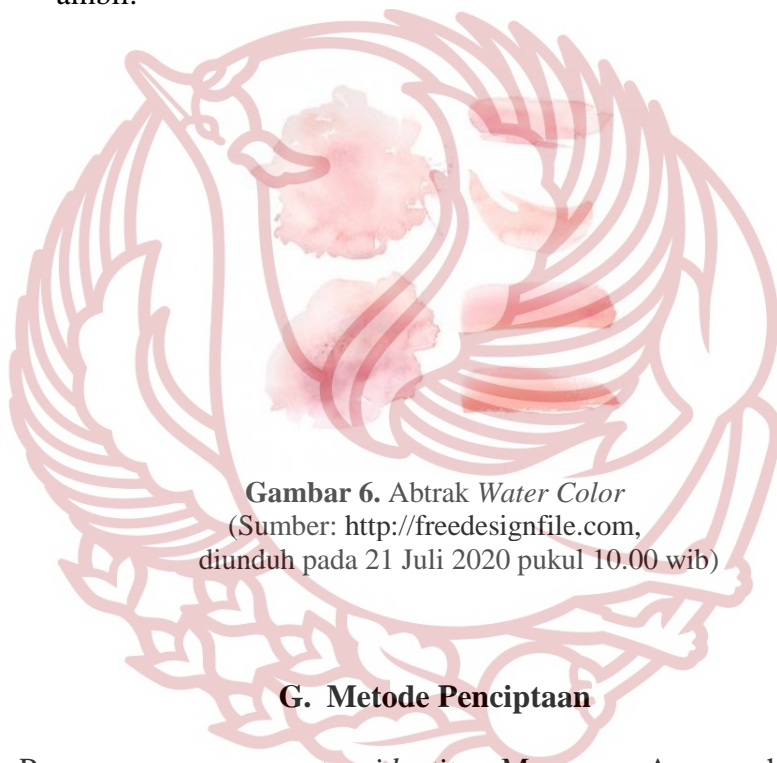 Gambar 6. Abtrak Water Color
(Sumber: http://freedesignfile.com,
diunduh pada 21 Juli 2020 pukul 10.00 wib)
G. Metode Penciptaan